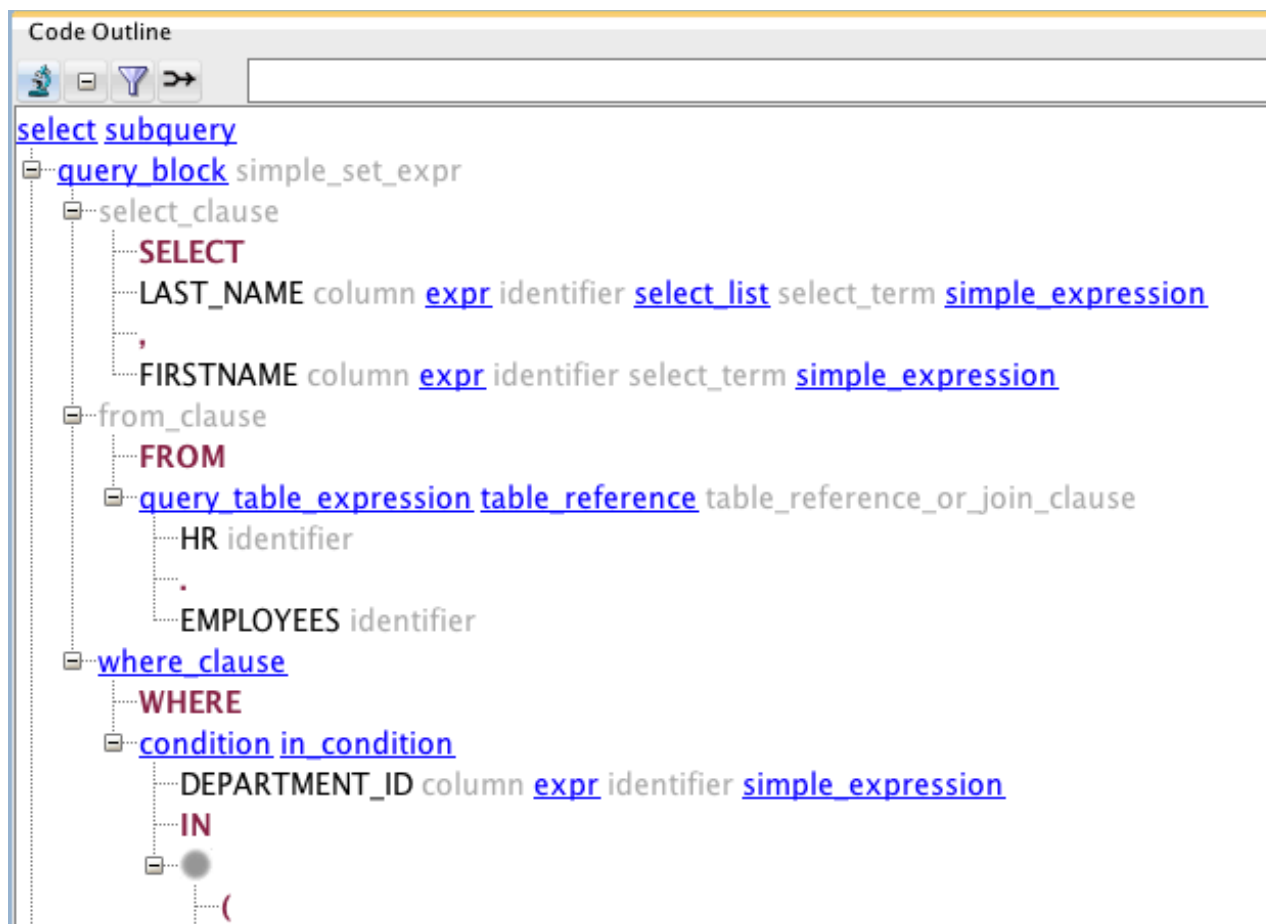 Code Outline
select subquery
query_block simple_set_expr
select_clause
SELECT
LAST_NAME column expr identifier select_list select_term simple_expression
,
FIRSTNAME column expr identifier select_term simple_expression
from_clause
FROM
query_table_expression table_reference table_reference_or_join_clause
HR identifier
.
EMPLOYEES identifier
where_clause
WHERE
condition in_condition
DEPARTMENT_ID column expr identifier simple_expression
IN
(